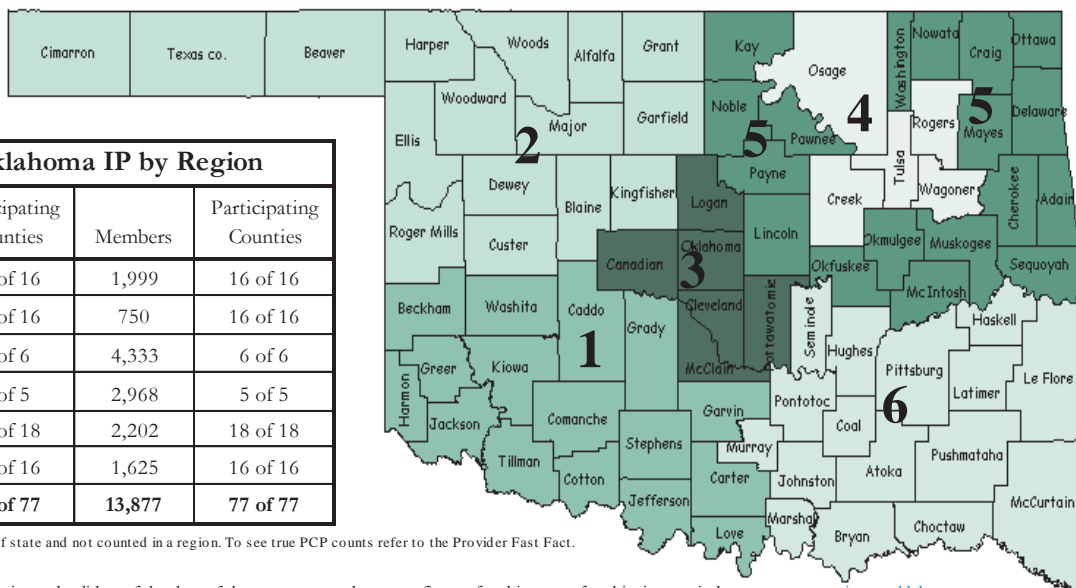 Cimarron Texas co. Beaver Harper Woods Alfalfa Grant Kay Osage Washington Nowata Craig Ottawa
Woodward Ellis Major Garfield Noble Pawnee Rogers Mayes Delaware
2 5 4 5
klahoma IP by Region
cipating Participating
unties Members Counties
of 16 1,999 16 of 16
of 16 750 16 of 16
of 6 4,333 6 of 6
of 5 2,968 5 of 5
of 18 2,202 18 of 18
of 16 1,625 16 of 16
of 77 13,877 77 of 77
Dewey Blaine Kingfisher Logan Payne Creek Tulsa Wagoner Cherokee Adair
Roger Mills Custer Canadian Oklahoma Lincoln Okmulgee Muskogee Sequoyah
3
Okfuskee McIntosh
Beckham Washita Caddo Grady Cleveland Pottawatomie Seminole Hughes Haskell
1
Greer Kiowa McClain Pittsburg Latimer Le Flore
Harmon Jackson Comanche Garvin Pontotoc Coal
6
Tillman Cotton Stephens Murray Atoka Pushmataha
Carter Johnston McCurtain
Jefferson Love Marsha Bryan Choctaw
f state and not counted in a region. To see true PCP counts refer to the Provider Fast Fact.